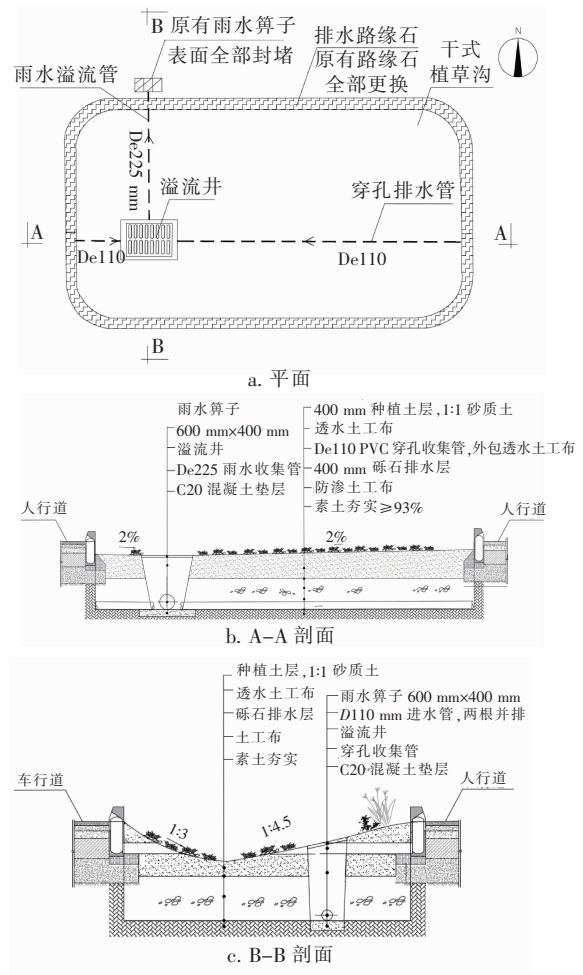 B
原有雨水箅子
表面全部封堵
排水路缘石
原有路缘石
全部更换
干式
植草沟
N
雨水溢流管
De225 mm
溢流井
穿孔排水管
A
A
De110
De110
B
a. 平面
雨水箅子
600 mm×400 mm
溢流井
De225 雨水收集管
C20 混凝土垫层
400 mm 种植土层,1:1 砂质土
透水土工布
De110 PVC 穿孔收集管,外包透水土工布
400 mm 砾石排水层
防渗土工布
素土夯实≥93%
人行道
人行道
2%
2%
b. A-A 剖面
种植土层,1:1 砂质土
透水土工布
砾石排水层
土工布
素土夯实
雨水箅子 600 mm×400 mm
D110 mm 进水管,两根并排
溢流井
穿孔收集管
C20 混凝土垫层
车行道
人行道
1:3
1:4.5
c. B-B 剖面